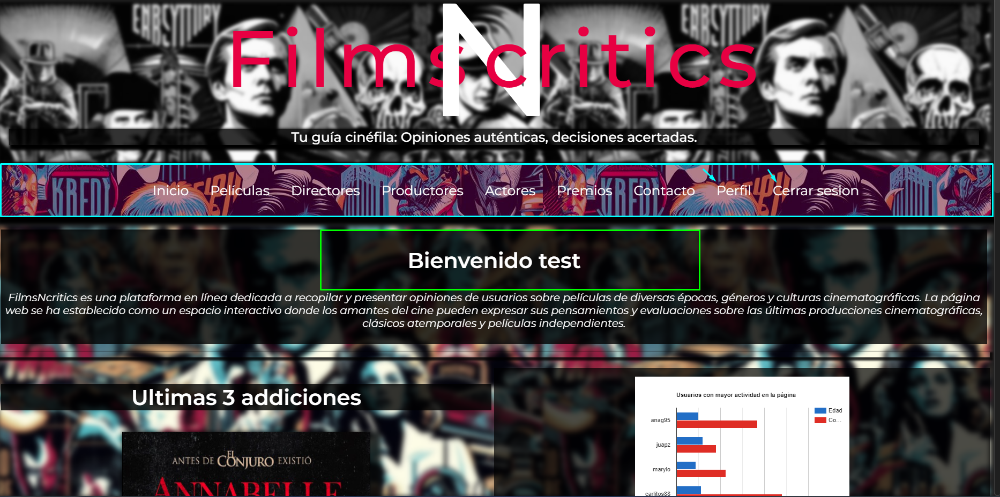 ENBCYTTURY
ENBCYTTURY
Films N critics
Tu guía cinéfila: Opiniones auténticas, decisiones acertadas.
Inicio Películas Directores Productores Actores Premios Contacto Perfil Cerrar sesion
Bienvenido test
FilmsNcritics es una plataforma en línea dedicada a recopilar y presentar opiniones de usuarios sobre películas de diversas épocas, géneros y culturas cinematográficas. La página
web se ha establecido como un espacio interactivo donde los amantes del cine pueden expresar sus pensamientos y evaluaciones sobre las últimas producciones cinematográficas,
clásicos atemporales y películas independientes.
Ultimas 3 addiciones
ANTES DE EL CONJURO EXISTIÓ
ANNABELLE
Usuarios con mayor actividad en la página
Edad
Co...
anag95
juapz
marylo
carlitos88